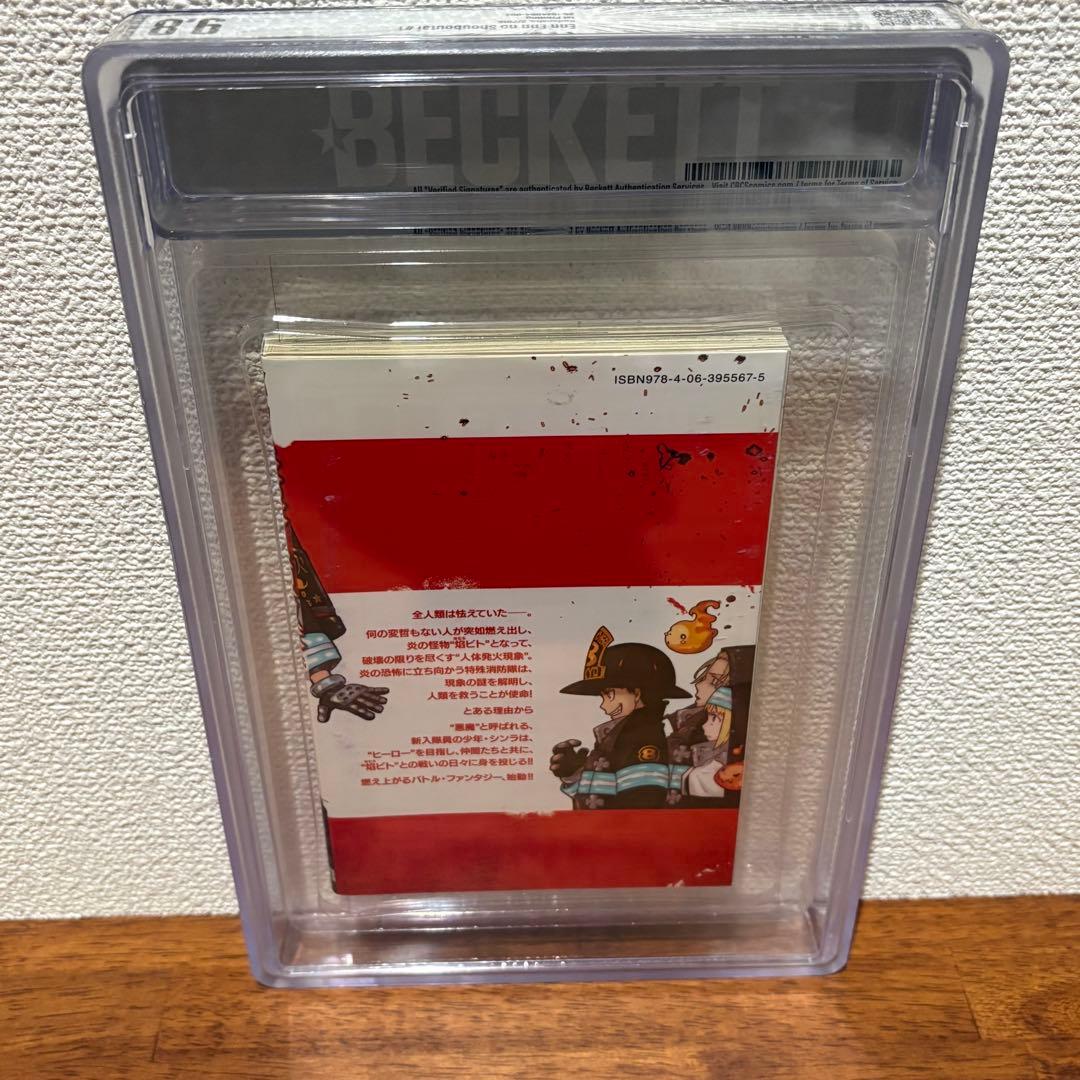 9.8
Enn Enn no Shouboutai #1
1st Printing
BECKETT
All "Verified Signatures" are authenticated by Beckett Authentication Services Visit CBCScomics.com / terms for Terms of Service
ISBN978-4-06-395567-5
全人類は怯えていた──。
何の変哲もない人が突如燃え出し、
炎の怪物"焰ビト"となって、
破壊の限りを尽くす"人体発火現象"。
炎の恐怖に立ち向かう特殊消防隊は、
現象の謎を解明し、
人類を救うことが使命!
とある理由から
"悪魔"と呼ばれる、
新入隊員の少年・シンラは、
"ヒーロー"を目指し、仲間たちと共に、
"焰ビト"との戦いの日々に身を投じる!!
燃え上がるバトル・ファンタジー、始動!!
8